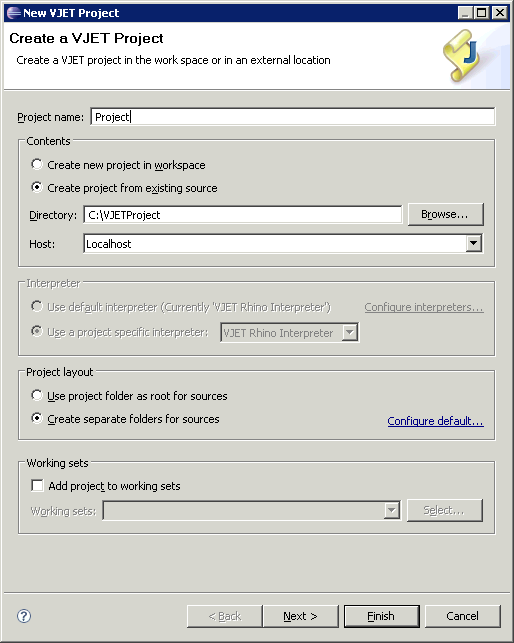 New VJET Project
Create a VJET Project
Create a VJET project in the work space or in an external location
J
Project name: Project
Contents
Create new project in workspace
Create project from existing source
Directory: C:\VJETProject Browse...
Host: Localhost
Interpreter
Use default interpreter (Currently 'VJET Rhino Interpreter') Configure interpreters...
Use a project specific interpreter: VJET Rhino Interpreter
Project layout
Use project folder as root for sources
Create separate folders for sources Configure default...
Working sets
Add project to working sets
Working sets: Select...
? < Back Next > Finish Cancel